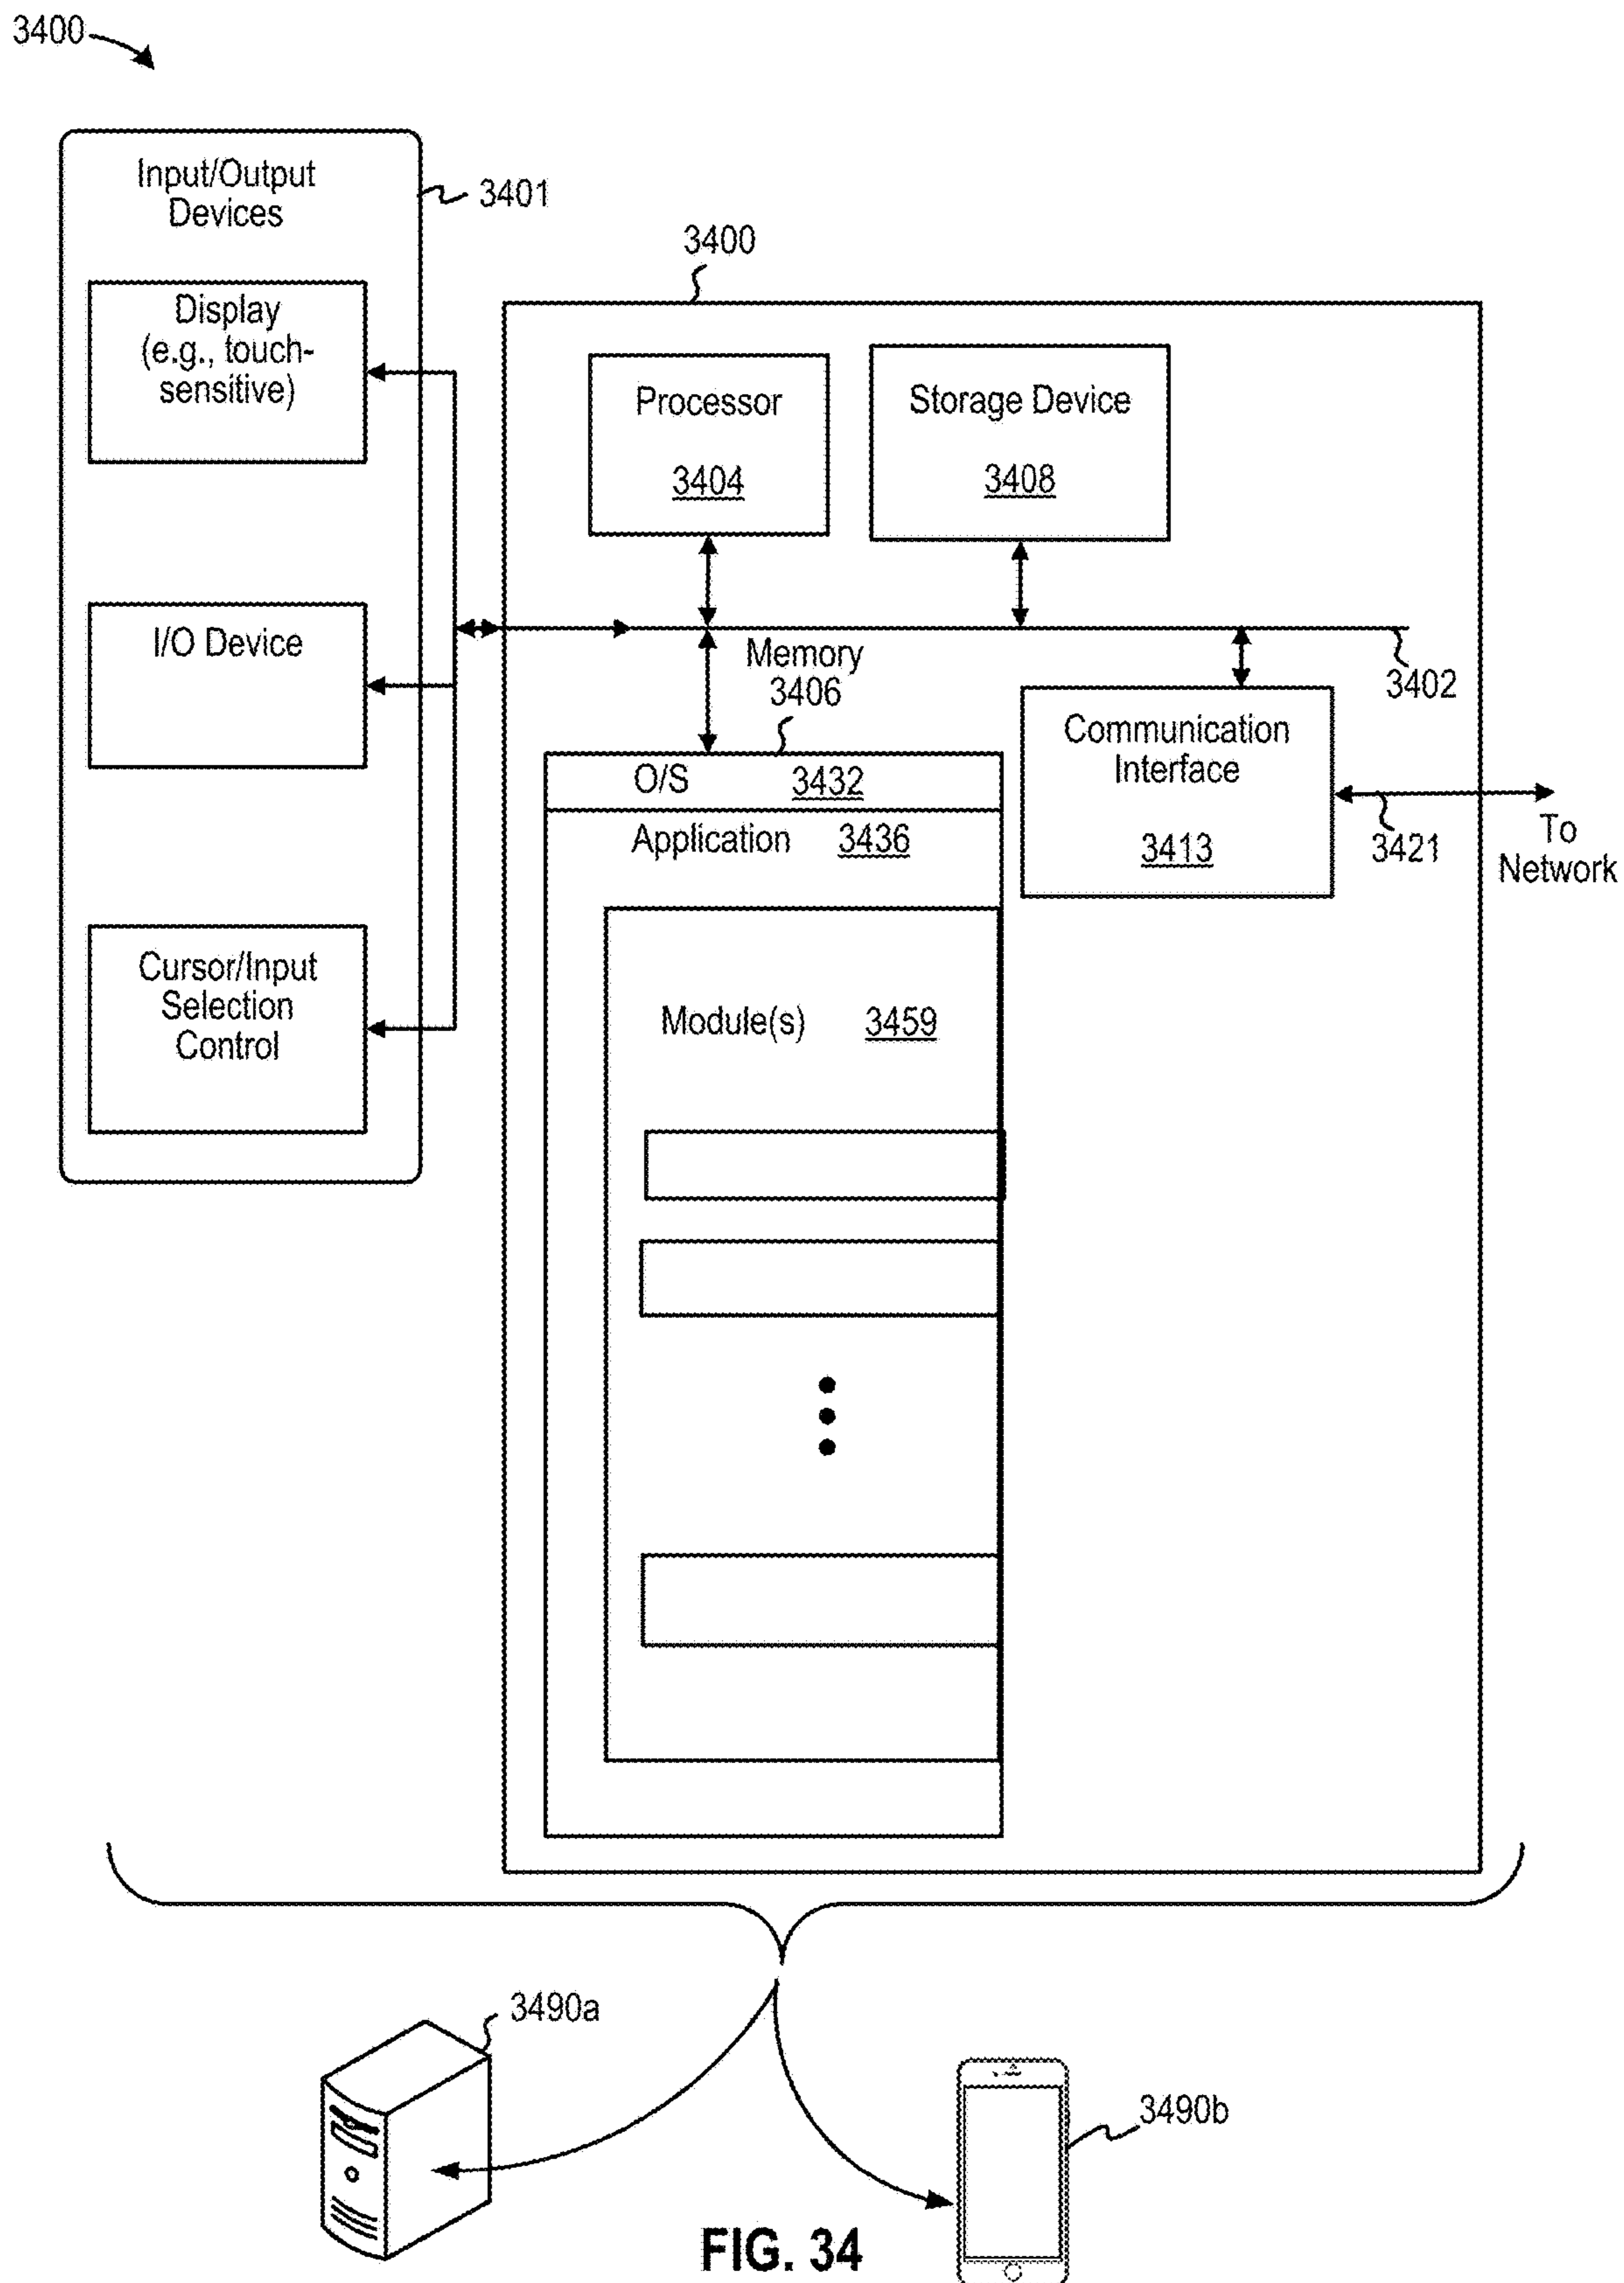 3400
Input/Output
Devices
3401
Display
(e.g., touch-
sensitive)
I/O Device
Cursor/Input
Selection
Control
3400
Processor
3404
Storage Device
3408
3402
Memory
3406
O/S 3432
Application 3436
Module(s) 3459
Communication
Interface
3413
3421
To
Network
3490a
3490b
FIG. 34